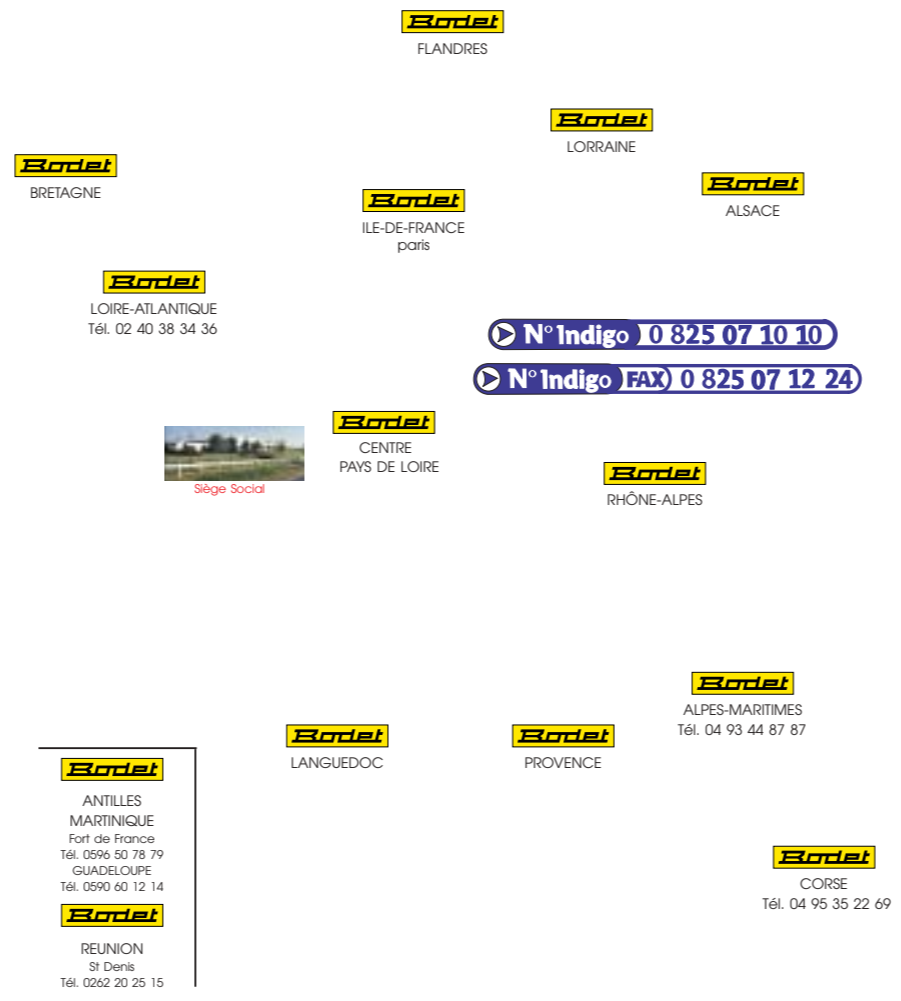 Bodet
FLANDRES
Bodet
LORRAINE
Bodet
BRETAGNE
Bodet
ALSACE
Bodet
ILE-DE-FRANCE
paris
Bodet
LOIRE-ATLANTIQUE
Tél. 02 40 38 34 36
N° Indigo 0 825 07 10 10
N° Indigo FAX 0 825 07 12 24
Bodet
CENTRE
PAYS DE LOIRE
Siège Social
Bodet
RHÔNE-ALPES
Bodet
ALPES-MARITIMES
Tél. 04 93 44 87 87
Bodet
LANGUEDOC
Bodet
PROVENCE
Bodet
ANTILLES
MARTINIQUE
Fort de France
Tél. 0596 50 78 79
GUADELOUPE
Tél. 0590 60 12 14
Bodet
REUNION
St Denis
Tél. 0262 20 25 15
Bodet
CORSE
Tél. 04 95 35 22 69